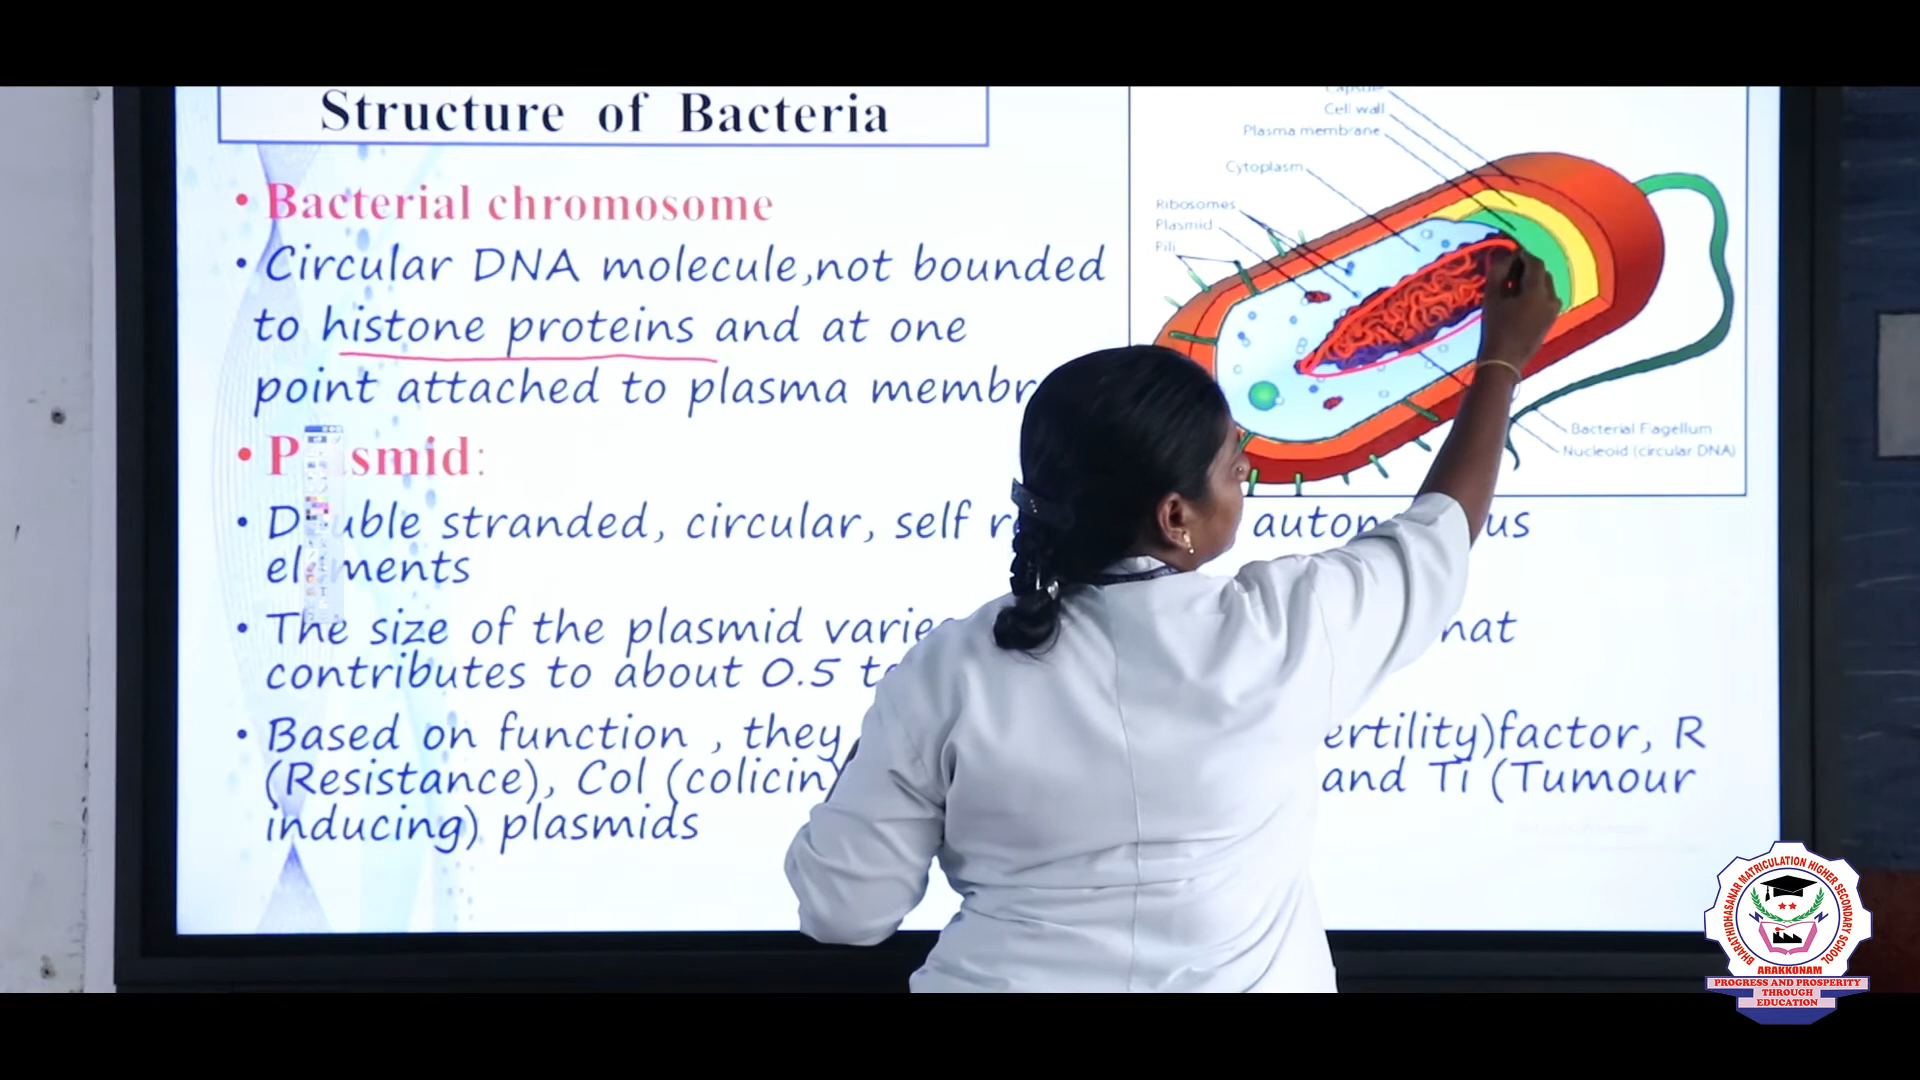 Structure of Bacteria
• Bacterial chromosome
• Circular DNA molecule,not bounded
to histone proteins and at one
point attached to plasma membr
• P smid:
• D uble stranded, circular, self r auton us
el ments
• The size of the plasmid varie hat
contributes to about 0.5 t
• Based on function , they ertility)factor, R
(Resistance), Col (colicin) and Ti (Tumour
inducing) plasmids
Capsule
Cell wall
Plasma membrane
Cytoplasm
Ribosomes
Plasmid
Pili
Bacterial Flagellum
Nucleoid (circular DNA)
BHARATHIDHASANAR MATRICULATION HIGHER SECONDARY SCHOOL
ARAKKONAM
PROGRESS AND PROSPERITY
THROUGH
EDUCATION